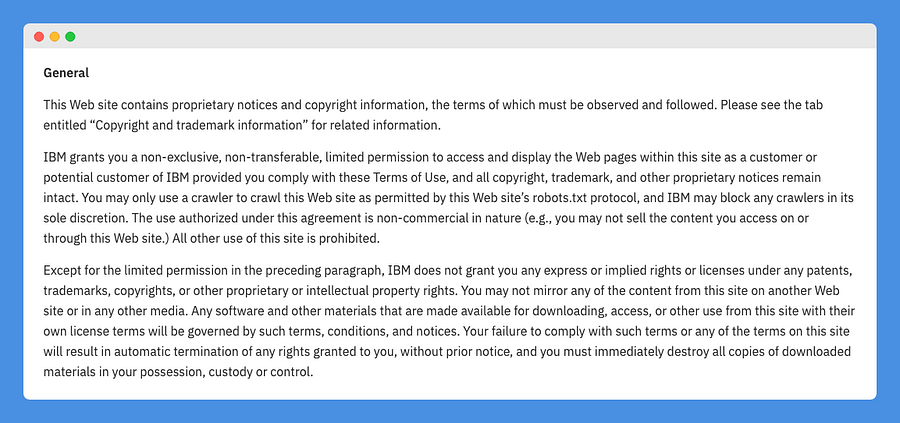 General
This Web site contains proprietary notices and copyright information, the terms of which must be observed and followed. Please see the tab
entitled “Copyright and trademark information” for related information.
IBM grants you a non-exclusive, non-transferable, limited permission to access and display the Web pages within this site as a customer or
potential customer of IBM provided you comply with these Terms of Use, and all copyright, trademark, and other proprietary notices remain
intact. You may only use a crawler to crawl this Web site as permitted by this Web site’s robots.txt protocol, and IBM may block any crawlers in its
sole discretion. The use authorized under this agreement is non-commercial in nature (e.g., you may not sell the content you access on or
through this Web site.) All other use of this site is prohibited.
Except for the limited permission in the preceding paragraph, IBM does not grant you any express or implied rights or licenses under any patents,
trademarks, copyrights, or other proprietary or intellectual property rights. You may not mirror any of the content from this site on another Web
site or in any other media. Any software and other materials that are made available for downloading, access, or other use from this site with their
own license terms will be governed by such terms, conditions, and notices. Your failure to comply with such terms or any of the terms on this site
will result in automatic termination of any rights granted to you, without prior notice, and you must immediately destroy all copies of downloaded
materials in your possession, custody or control.